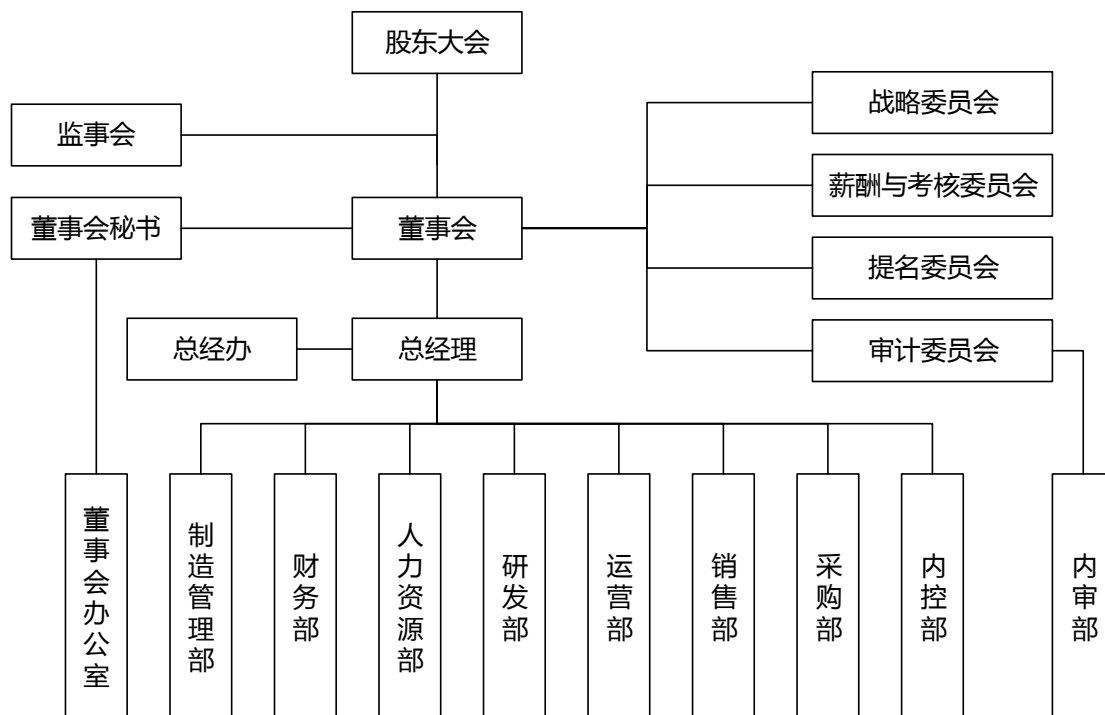 股东大会
战略委员会
监事会
薪酬与考核委员会
董事会秘书
董事会
提名委员会
总经办
总经理
审计委员会
董事会办公室
制造管理部
财务部
人力资源部
研发部
运营部
销售部
采购部
内控部
内审部